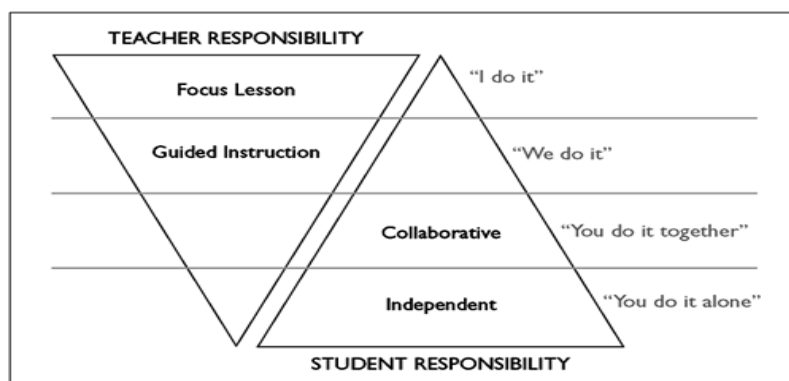 TEACHER RESPONSIBILITY
Focus Lesson
“I do it”
Guided Instruction
“We do it”
Collaborative
“You do it together”
Independent
“You do it alone”
STUDENT RESPONSIBILITY